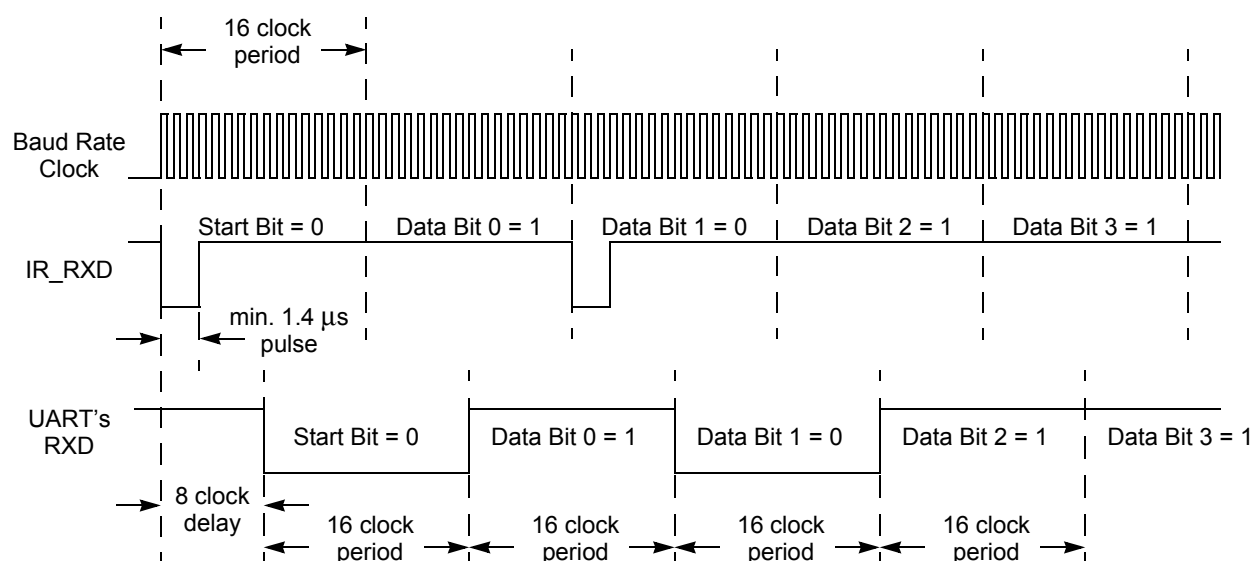 16 clock
period
Baud Rate
Clock
Start Bit = 0
Data Bit 0 = 1
Data Bit 1 = 0
Data Bit 2 = 1
Data Bit 3 = 1
IR_RXD
min. 1.4 μs
pulse
UART's
RXD
Start Bit = 0
Data Bit 0 = 1
Data Bit 1 = 0
Data Bit 2 = 1
Data Bit 3 = 1
8 clock
delay
16 clock
period
16 clock
period
16 clock
period
16 clock
period